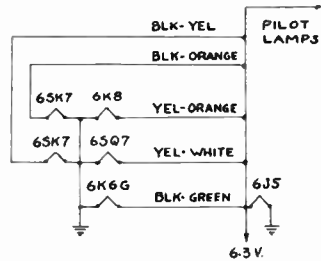 BLK-YEL
PILOT
LAMPS
BLK-ORANGE
6SK7 6K8
YEL-ORANGE
6SK7 6SQ7
YEL-WHITE
6K6G
BLK-GREEN
6J5
6.3 V.